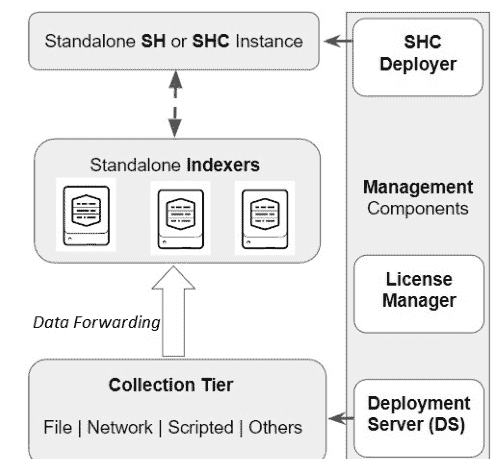 Standalone SH or SHC Instance
SHC
Deployer
Standalone Indexers
Management
Components
License
Manager
Data Forwarding
Collection Tier
File | Network | Scripted | Others
Deployment
Server (DS)